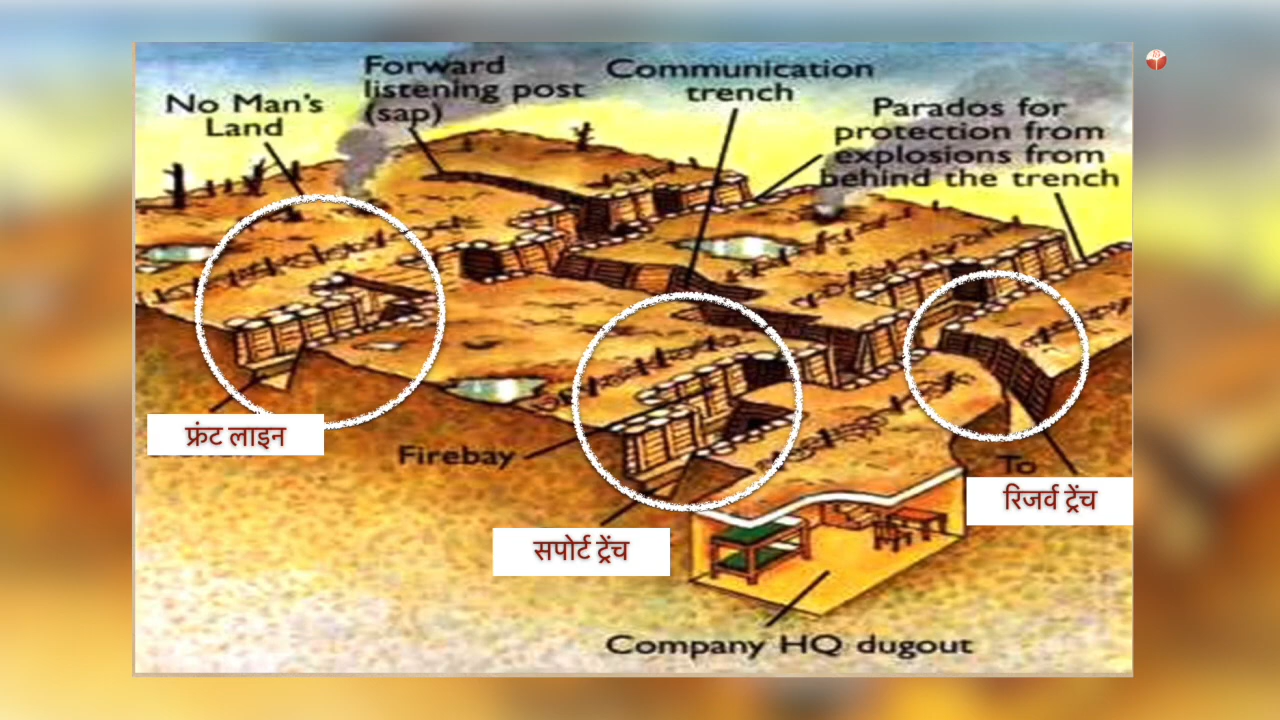 Forward
listening post
(sap)
Communication
trench
No Man's
Land
Parados for
protection from
explosions from
behind the trench
फ्रंट लाइन
Firebay
To
रिजर्व ट्रेंच
सपोर्ट ट्रेंच
Company HQ dugout